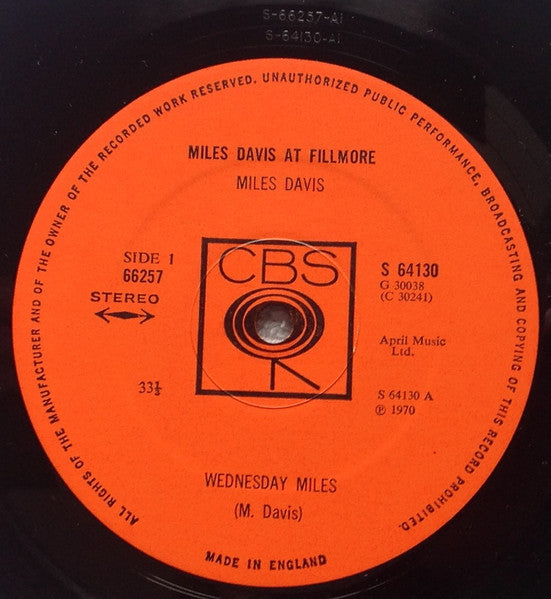 S-66257-A1
S-64130-A1
ALL RIGHTS OF THE MANUFACTURER AND OF THE OWNER OF THE RECORDED WORK RESERVED. UNAUTHORIZED PUBLIC PERFORMANCE, BROADCASTING AND COPYING OF THIS RECORD PROHIBITED.
MILES DAVIS AT FILLMORE
MILES DAVIS
SIDE 1
66257
STEREO
33⅓
CBS
S 64130
G 30038
(C 30241)
April Music
Ltd.
S 64130 A
℗ 1970
WEDNESDAY MILES
(M. Davis)
MADE IN ENGLAND